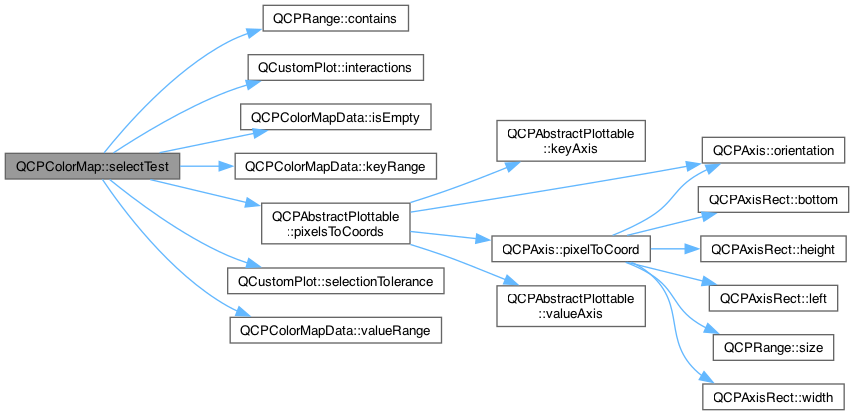 QCPColorMap::selectTest
QCPRange::contains
QCustomPlot::interactions
QCPColorMapData::isEmpty
QCPColorMapData::keyRange
QCPAbstractPlottable
::pixelsToCoords
QCustomPlot::selectionTolerance
QCPColorMapData::valueRange
QCPAbstractPlottable
::keyAxis
QCPAxis::pixelToCoord
QCPAbstractPlottable
::valueAxis
QCPAxis::orientation
QCPAxisRect::bottom
QCPAxisRect::height
QCPAxisRect::left
QCPRange::size
QCPAxisRect::width